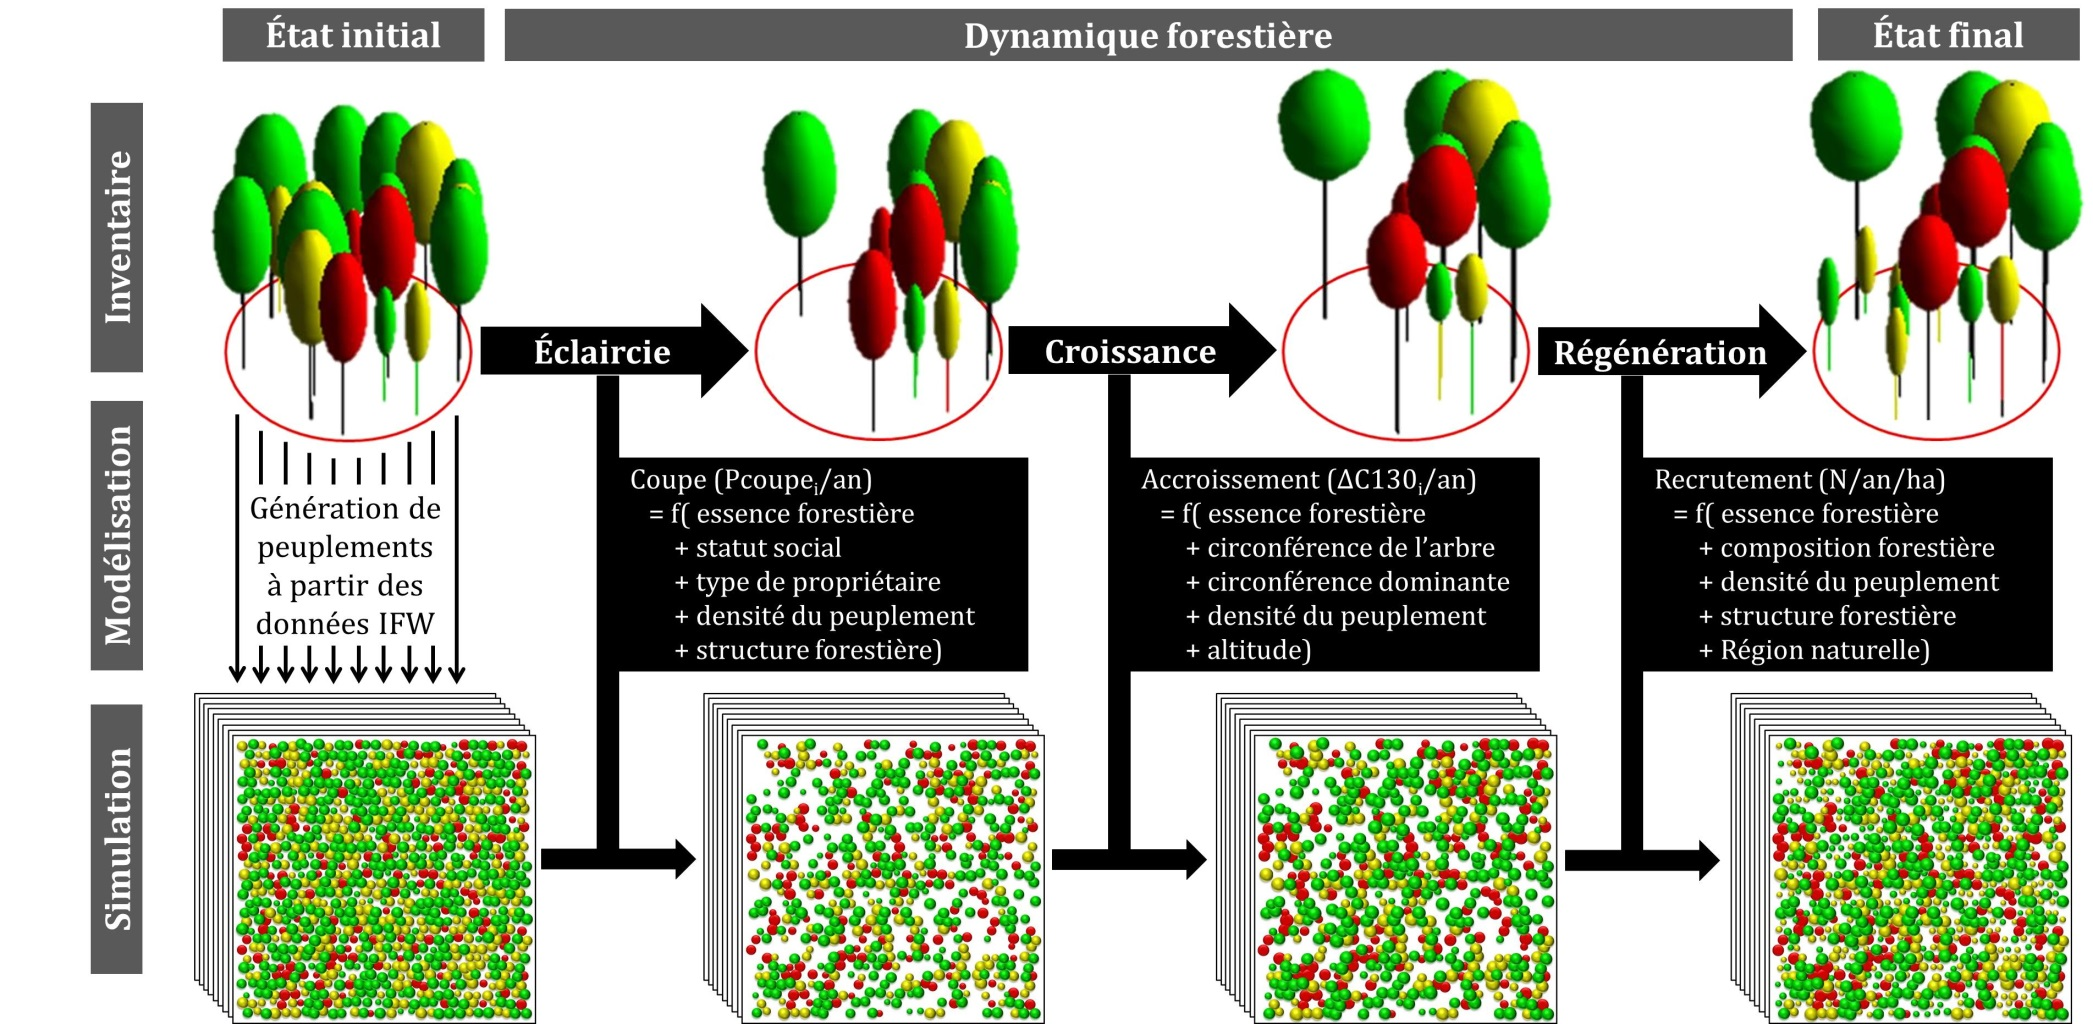 État initial
Dynamique forestière
État final
Inventaire
Éclaircie
Croissance
Régénération
Modélisation
Génération de
peuplements
à partir des
données IFW
Coupe (Pcoupeᵢ/an)
= f( essence forestière
+ statut social
+ type de propriétaire
+ densité du peuplement
+ structure forestière)
Accroissement (ΔC130ᵢ/an)
= f( essence forestière
+ circonférence de l’arbre
+ circonférence dominante
+ densité du peuplement
+ altitude)
Recrutement (N/an/ha)
= f( essence forestière
+ composition forestière
+ densité du peuplement
+ structure forestière
+ Région naturelle)
Simulation